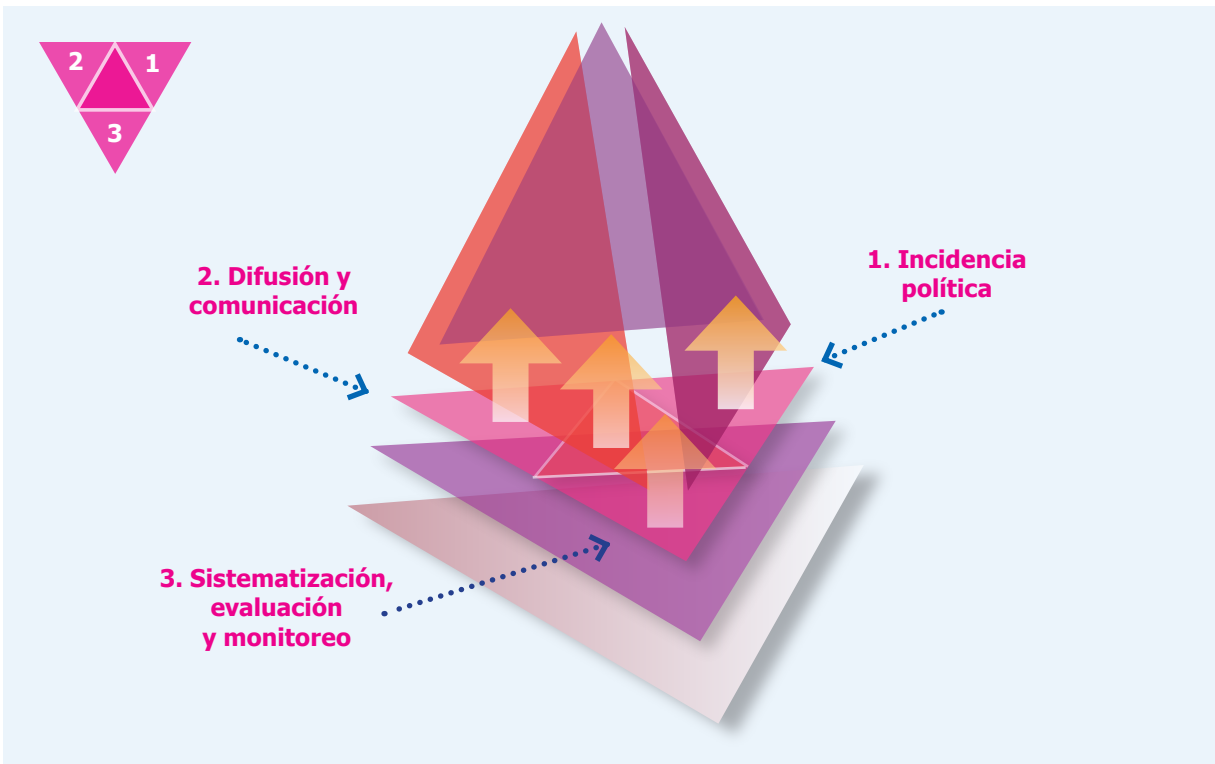 2
1
3
1. Incidencia
política
2. Difusión y
comunicación
3. Sistematización,
evaluación
y monitoreo